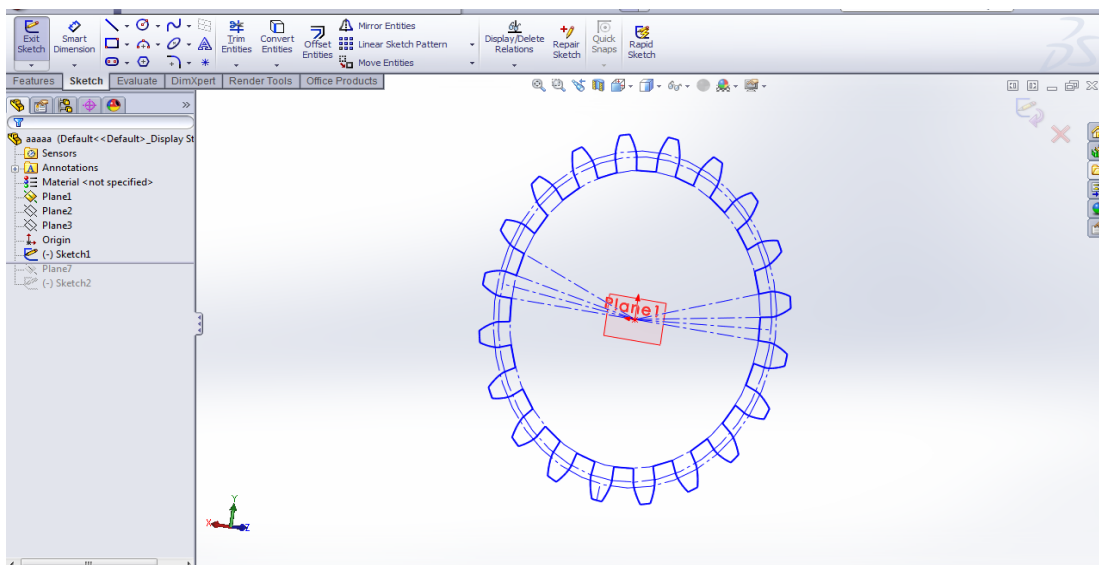 Exit Sketch
Smart Dimension
Trim Entities
Convert Entities
Offset Entities
Mirror Entities
Linear Sketch Pattern
Move Entities
Display/Delete Relations
Repair Sketch
Quick Snaps
Rapid Sketch
Features Sketch Evaluate DimXpert Render Tools Office Products
aaaaa (Default<<Default>_Display St
Sensors
Annotations
Material <not specified>
Plane1
Plane2
Plane3
Origin
(-) Sketch1
Plane7
(-) Sketch2
Plane1
Y
X
Z